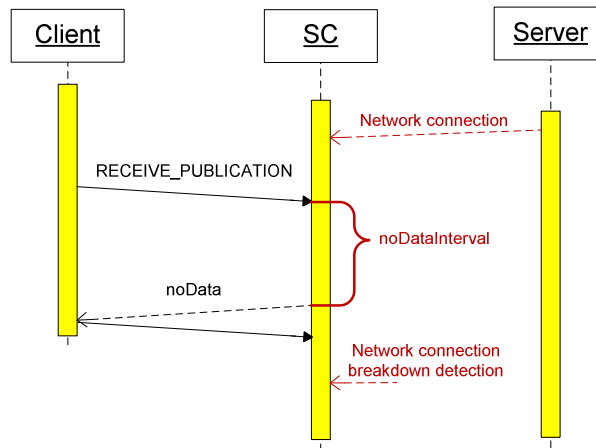 Client
SC
Server
Network connection
RECEIVE_PUBLICATION
noDataInterval
noData
Network connection
breakdown detection